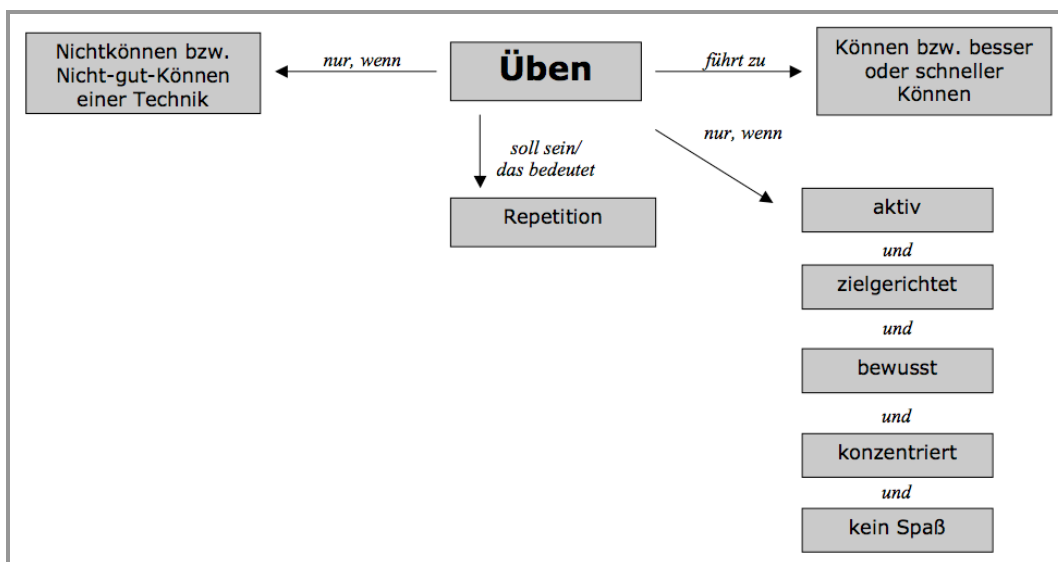 Nichtkönnen bzw.
Nicht-gut-Können
einer Technik
nur, wenn
Üben
führt zu
Können bzw. besser
oder schneller
Können
soll sein/
das bedeutet
nur, wenn
Repetition
aktiv
und
zielgerichtet
und
bewusst
und
konzentriert
und
kein Spaß